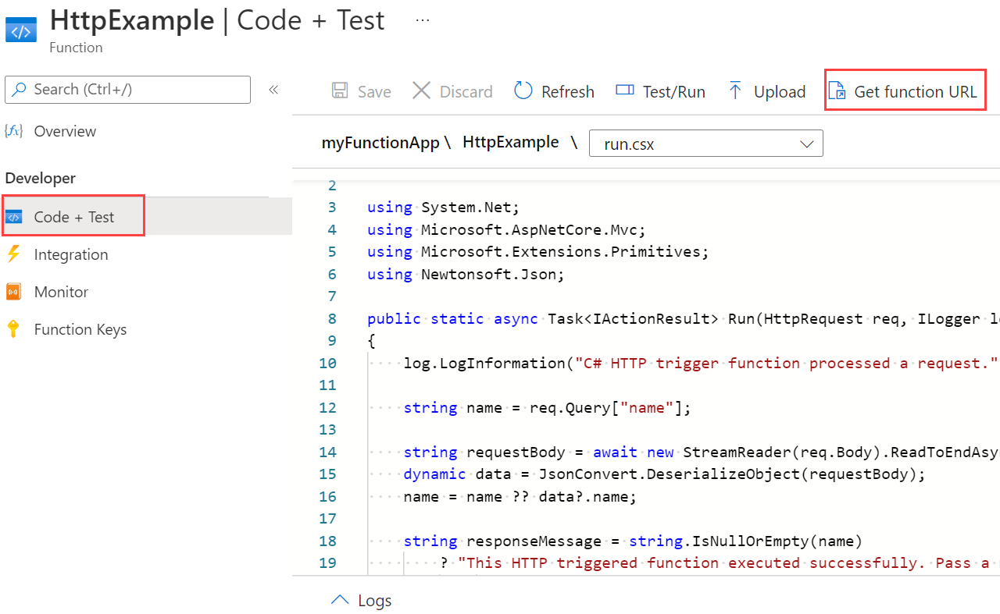 HttpExample | Code + Test ...
Function
Search (Ctrl+/)
«
Overview
Developer
Code + Test
Integration
Monitor
Function Keys
Save Discard Refresh Test/Run Upload Get function URL
myFunctionApp \ HttpExample \ run.csx
2
3 using System.Net;
4 using Microsoft.AspNetCore.Mvc;
5 using Microsoft.Extensions.Primitives;
6 using Newtonsoft.Json;
7
8 public static async Task<IActionResult> Run(HttpRequest req, ILogger
9 {
10 log.LogInformation("C# HTTP trigger function processed a request."
11
12 string name = req.Query["name"];
13
14 string requestBody = await new StreamReader(req.Body).ReadToEndAsy
15 dynamic data = JsonConvert.DeserializeObject(requestBody);
16 name = name ?? data?.name;
17
18 string responseMessage = string.IsNullOrEmpty(name)
19 ? "This HTTP triggered function executed successfully. Pass a
Logs